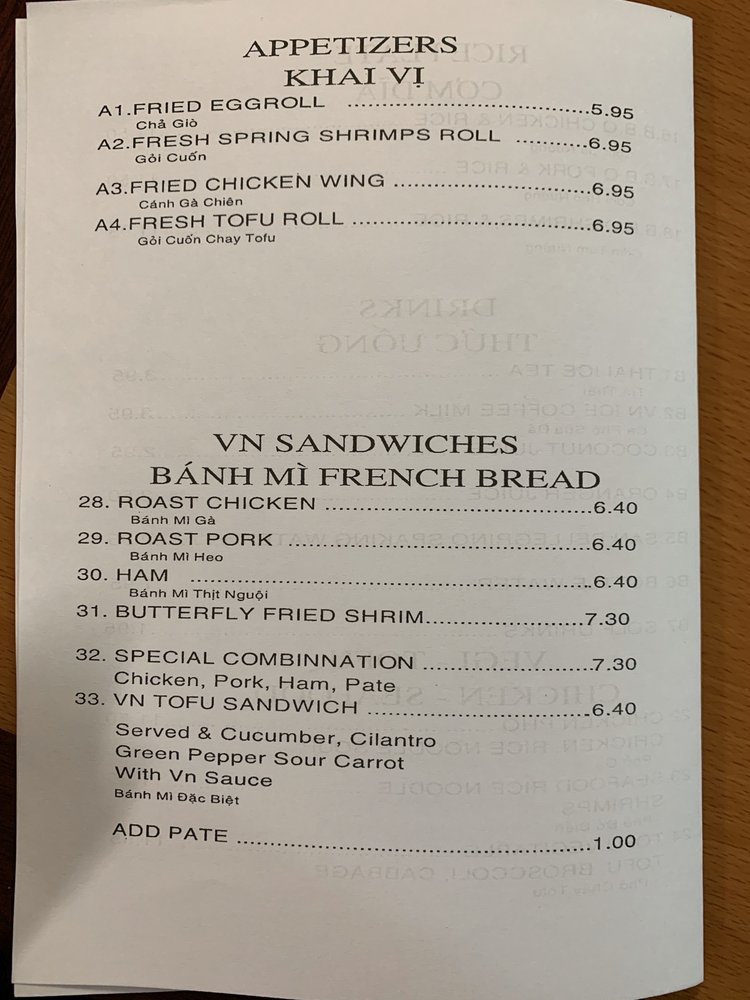 APPETIZERS
KHAI VỊ
A1.FRIED EGGROLL ........................................5.95
Chả Giò
A2.FRESH SPRING SHRIMPS ROLL ...........6.95
Gỏi Cuốn
A3.FRIED CHICKEN WING ..............................6.95
Cánh Gà Chiên
A4.FRESH TOFU ROLL ....................................6.95
Gỏi Cuốn Chay Tofu
VN SANDWICHES
BÁNH MÌ FRENCH BREAD
28. ROAST CHICKEN ........................................6.40
Bánh Mì Gà
29. ROAST PORK .............................................6.40
Bánh Mì Heo
30. HAM ............................................................6.40
Bánh Mì Thịt Nguội
31. BUTTERFLY FRIED SHRIM........................7.30
32. SPECIAL COMBINNATION .........................7.30
Chicken, Pork, Ham, Pate
33. VN TOFU SANDWICH .................................6.40
Served & Cucumber, Cilantro
Green Pepper Sour Carrot
With Vn Sauce
Bánh Mì Đặc Biệt
ADD PATE .....................................................1.00